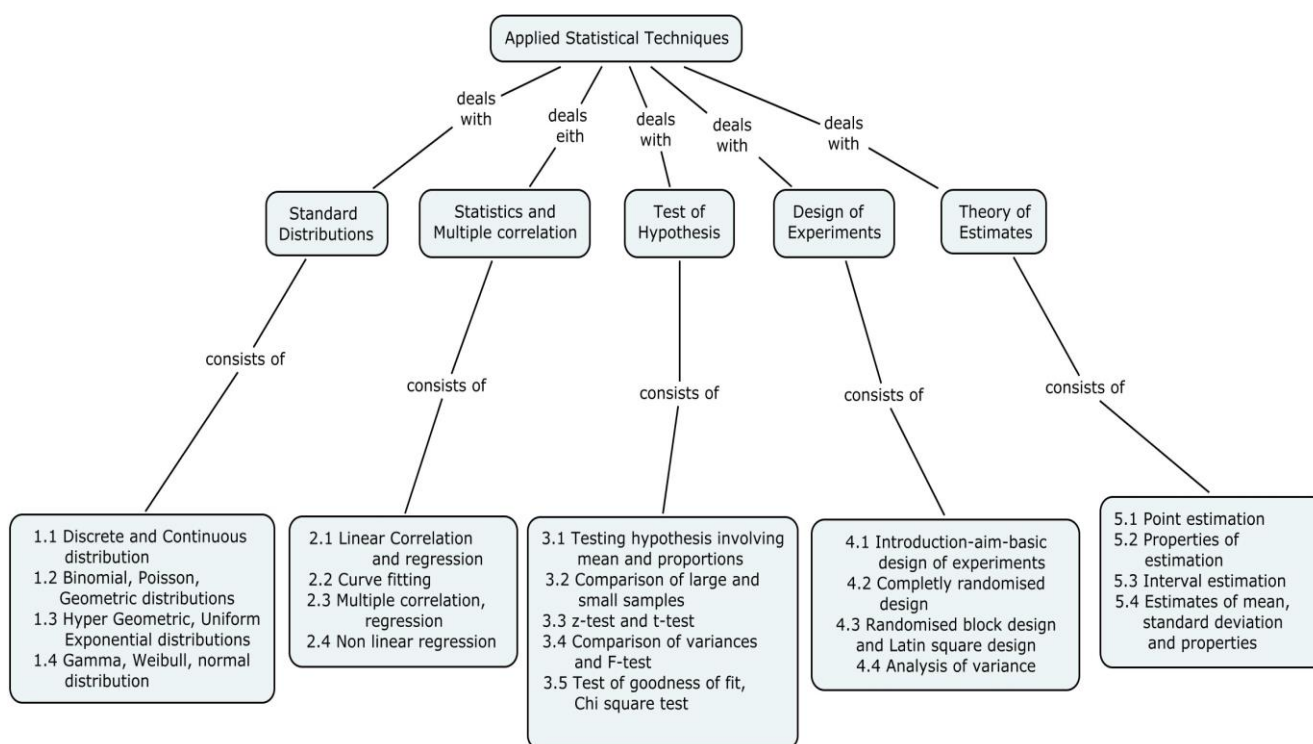 Applied Statistical Techniques
deals
with
deals
eith
deals
with
deals
with
deals
with
Standard
Distributions
Statistics and
Multiple correlation
Test of
Hypothesis
Design of
Experiments
Theory of
Estimates
consists of
consists of
consists of
consists of
consists of
1.1 Discrete and Continuous
distribution
1.2 Binomial, Poisson,
Geometric distributions
1.3 Hyper Geometric, Uniform
Exponential distributions
1.4 Gamma, Weibull, normal
distribution
2.1 Linear Correlation
and regression
2.2 Curve fitting
2.3 Multiple correlation,
regression
2.4 Non linear regression
3.1 Testing hypothesis involving
mean and proportions
3.2 Comparison of large and
small samples
3.3 z-test and t-test
3.4 Comparison of variances
and F-test
3.5 Test of goodness of fit,
Chi square test
4.1 Introduction-aim-basic
design of experiments
4.2 Completly randomised
design
4.3 Randomised block design
and Latin square design
4.4 Analysis of variance
5.1 Point estimation
5.2 Properties of
estimation
5.3 Interval estimation
5.4 Estimates of mean,
standard deviation
and properties